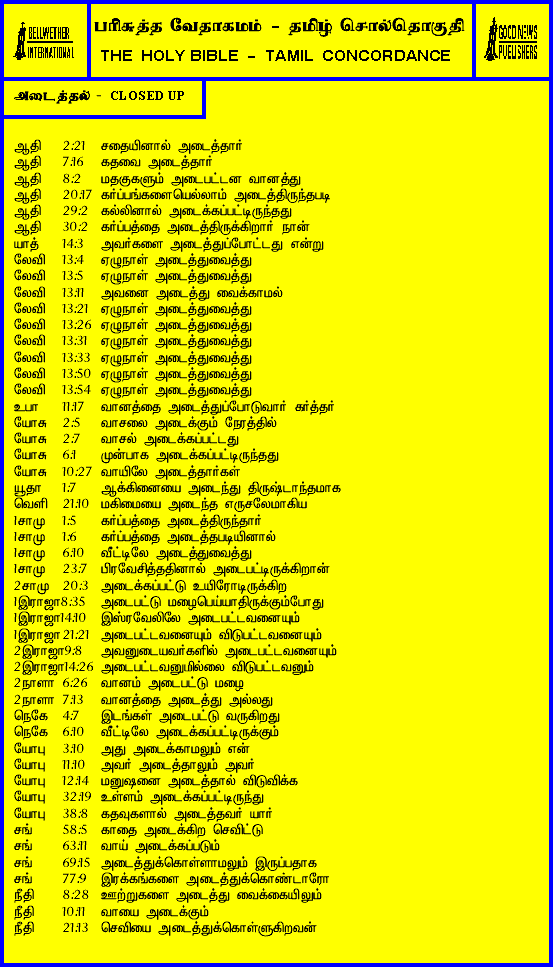 BELLWETHER
INTERNATIONAL
பரிசுத்த வேதாகமம் - தமிழ் சொல்தொகுதி
THE HOLY BIBLE - TAMIL CONCORDANCE
GOOD NEWS
PUBLISHERS
அடைத்தல் - CLOSED UP
ஆதி 2:21 சதையினால் அடைத்தார்
ஆதி 7:16 கதவை அடைத்தார்
ஆதி 8:2 மதகுகளும் அடைபட்டன வானத்து
ஆதி 20:17 கர்ப்பங்களையெல்லாம் அடைத்திருந்தபடி
ஆதி 29:2 கல்லினால் அடைக்கப்பட்டிருந்தது
ஆதி 30:2 கர்ப்பத்தை அடைத்திருக்கிறார் நான்
யாத் 14:3 அவர்களை அடைத்துப்போட்டது என்று
லேவி 13:4 ஏழுநாள் அடைத்துவைத்து
லேவி 13:5 ஏழுநாள் அடைத்துவைத்து
லேவி 13:11 அவனை அடைத்து வைக்காமல்
லேவி 13:21 ஏழுநாள் அடைத்துவைத்து
லேவி 13:26 ஏழுநாள் அடைத்துவைத்து
லேவி 13:31 ஏழுநாள் அடைத்துவைத்து
லேவி 13:33 ஏழுநாள் அடைத்துவைத்து
லேவி 13:50 ஏழுநாள் அடைத்துவைத்து
லேவி 13:54 ஏழுநாள் அடைத்துவைத்து
உபா 11:17 வானத்தை அடைத்துப்போடுவார் கர்த்தர்
யோசு 2:5 வாசலை அடைக்கும் நேரத்தில்
யோசு 2:7 வாசல் அடைக்கப்பட்டது
யோசு 6:1 முன்பாக அடைக்கப்பட்டிருந்தது
யோசு 10:27 வாயிலே அடைத்தார்கள்
யூதா 1:7 ஆக்கினையை அடைந்து திருஷ்டாந்தமாக
வெளி 21:10 மகிமையை அடைந்த எருசலேமாகிய
1சாமு 1:5 கர்ப்பத்தை அடைத்திருந்தார்
1சாமு 1:6 கர்ப்பத்தை அடைத்தபடியினால்
1சாமு 6:10 வீட்டிலே அடைத்துவைத்து
1சாமு 23:7 பிரவேசித்ததினால் அடைபட்டிருக்கிறான்
2சாமு 20:3 அடைக்கப்பட்டு உயிரோடிருக்கிற
1இராஜா8:35 அடைபட்டு மழைபெய்யாதிருக்கும்போது
1இராஜா14:10 இஸ்ரவேலிலே அடைபட்டவனையும்
1இராஜா 21:21 அடைபட்டவனையும் விடுபட்டவனையும்
2இராஜா9:8 அவனுடையவர்களில் அடைபட்டவனையும்
2இராஜா14:26 அடைபட்டவனுமில்லை விடுபட்டவனும்
2நாளா 6:26 வானம் அடைபட்டு மழை
2நாளா 7:13 வானத்தை அடைத்து அல்லது
நெகே 4:7 இடங்கள் அடைபட்டு வருகிறது
நெகே 6:10 வீட்டிலே அடைக்கப்பட்டிருக்கும்
யோபு 3:10 அது அடைக்காமலும் என்
யோபு 11:10 அவர் அடைத்தாலும் அவர்
யோபு 12:14 மனுஷனை அடைத்தால் விடுவிக்க
யோபு 32:19 உள்ளம் அடைக்கப்பட்டிருந்து
யோபு 38:8 கதவுகளால் அடைத்தவர் யார்
சங் 58:5 காதை அடைக்கிற செவிட்டு
சங் 63:11 வாய் அடைக்கப்படும்
சங் 69:15 அடைத்துக்கொள்ளாமலும் இருப்பதாக
சங் 77:9 இரக்கங்களை அடைத்துக்கொண்டாரோ
நீதி 8:28 ஊற்றுகளை அடைத்து வைக்கையிலும்
நீதி 10:11 வாயை அடைக்கும்
நீதி 21:13 செவியை அடைத்துக்கொள்ளுகிறவன்